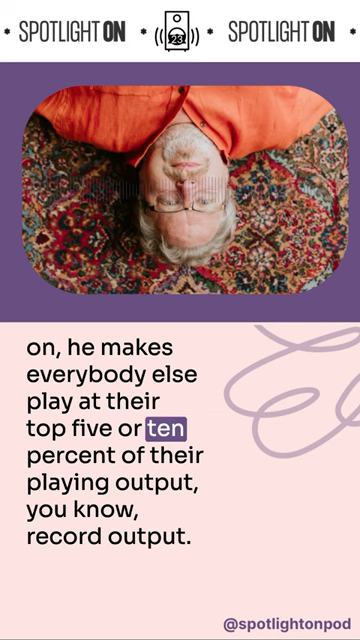 SPOTLIGHT ON
23
SPOTLIGHT ON
on, he makes
everybody else
play at their
top five or ten
percent of their
playing output,
you know,
record output.
@spotlightonpod